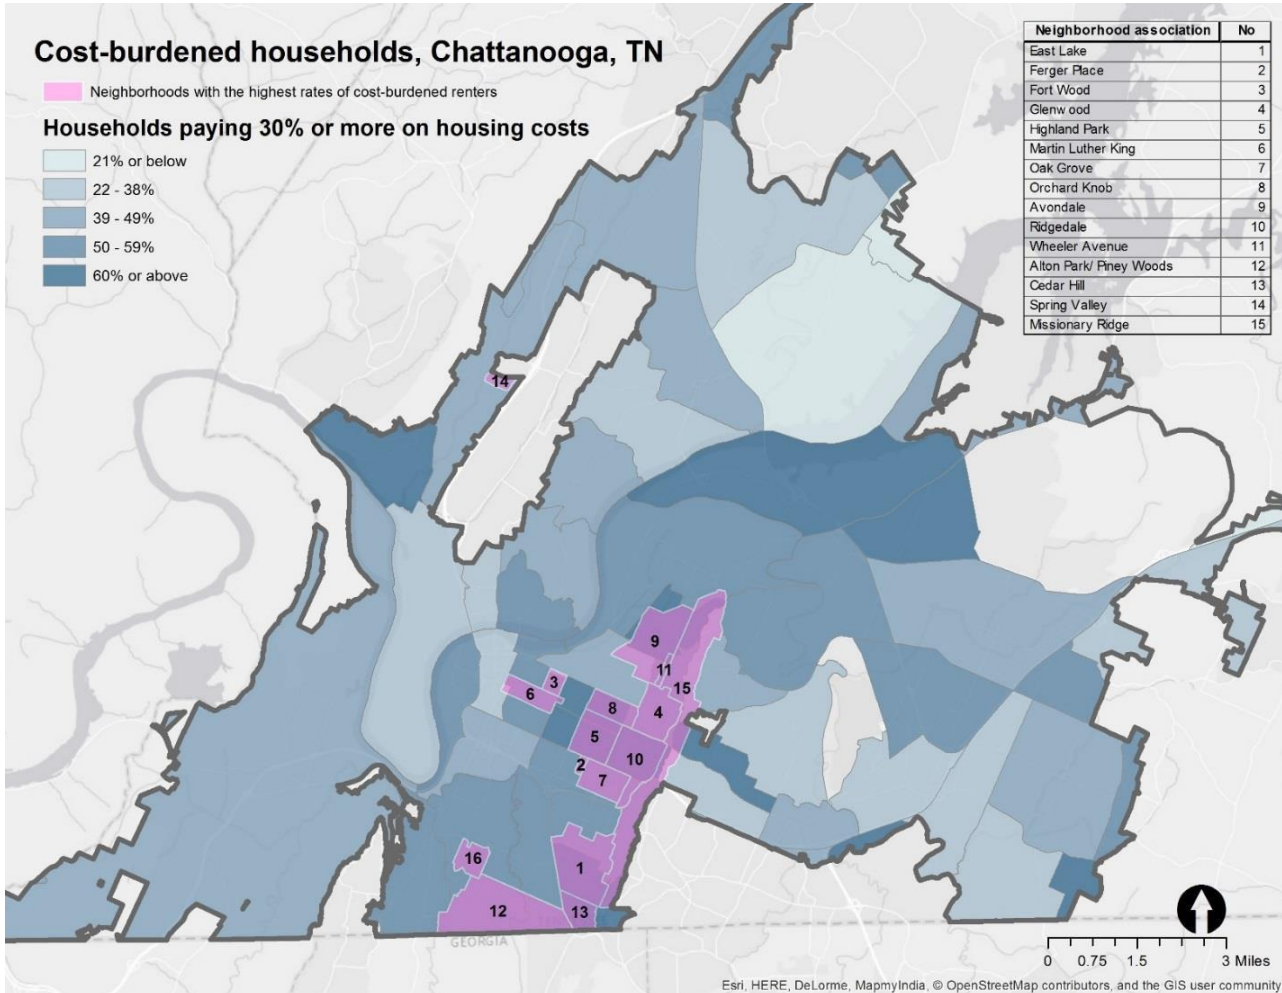 Cost-burdened households, Chattanooga, TN
Neighborhoods with the highest rates of cost-burdened renters
Households paying 30% or more on housing costs
21% or below
22 - 38%
39 - 49%
50 - 59%
60% or above
Neighborhood association No
East Lake 1
Ferger Place 2
Fort Wood 3
Glenwood 4
Highland Park 5
Martin Luther King 6
Oak Grove 7
Orchard Knob 8
Avondale 9
Ridgedale 10
Wheeler Avenue 11
Alton Park/ Piney Woods 12
Cedar Hill 13
Spring Valley 14
Missionary Ridge 15
14
9
11
3
15
6
8
4
5
10
2
7
16
1
12
13
GEORGIA
0 0.75 1.5 3 Miles
Esri, HERE, DeLorme, MapmyIndia, © OpenStreetMap contributors, and the GIS user community